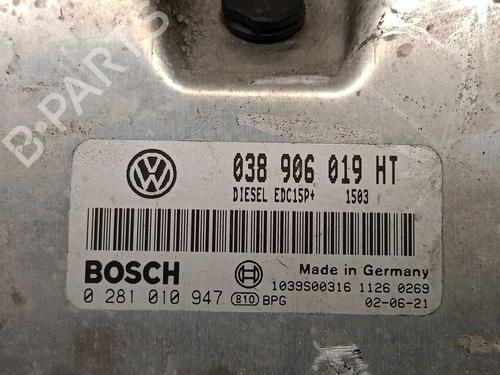 B-PARTS
038 906 019 HT
DIESEL EDC15P+ 1503
BOSCH
Made in Germany
0 281 010 947 810 BPG
1039S00316 1126 0269
02-06-21